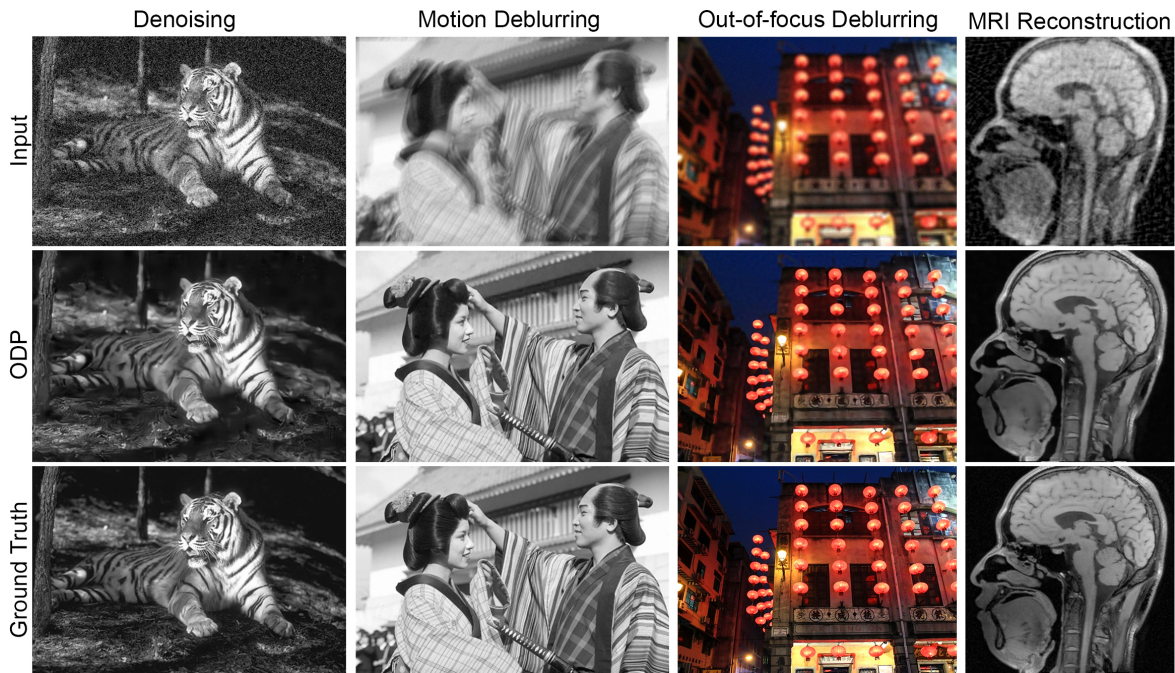 Denoising
Motion Deblurring
Out-of-focus Deblurring
MRI Reconstruction
Input
ODP
Ground Truth